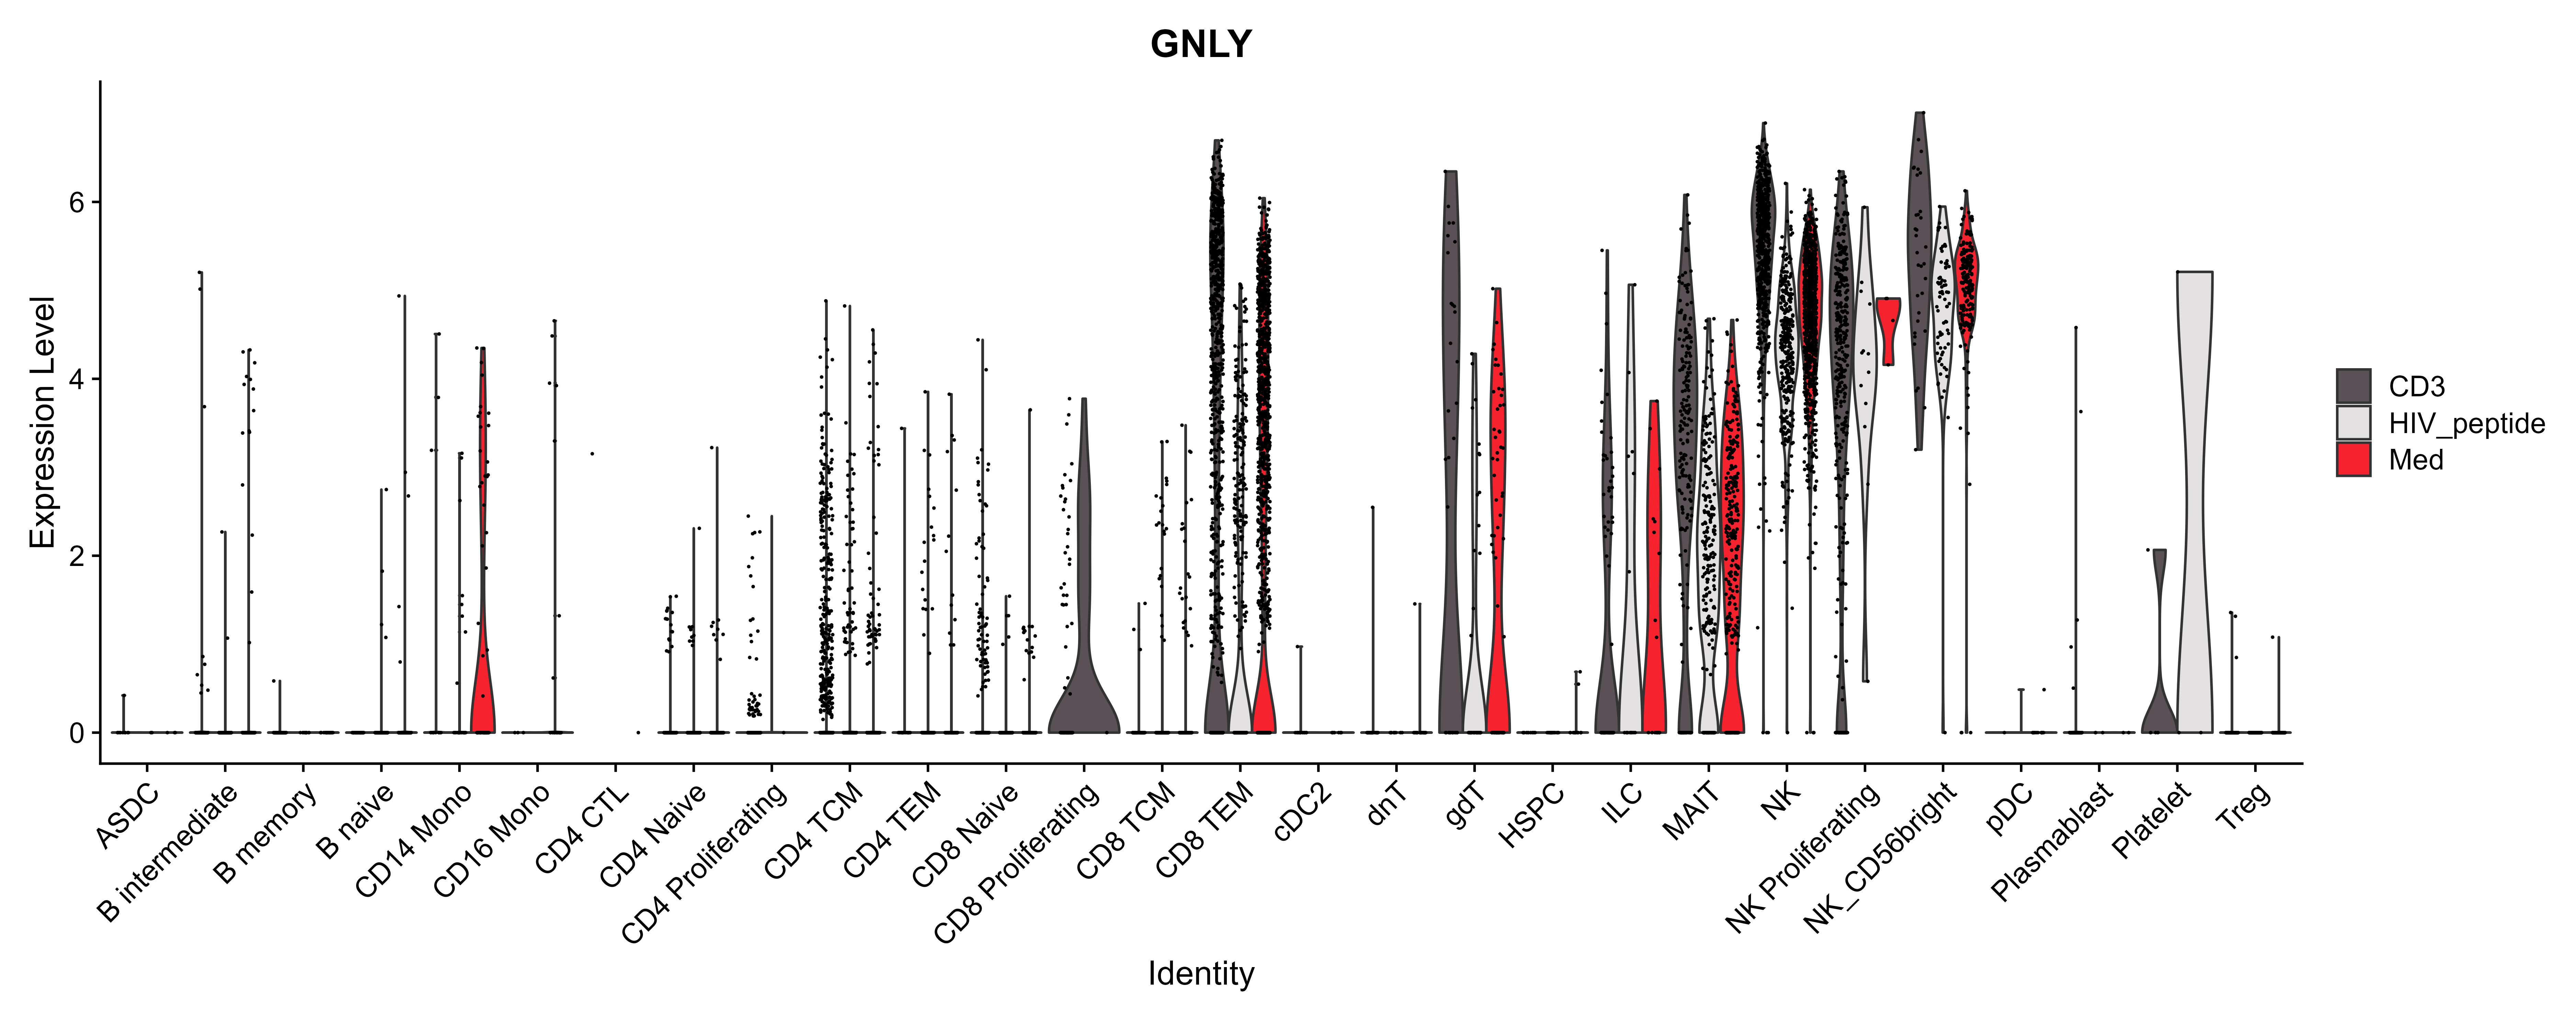 GNLY
Expression Level
6
4
2
0
CD3
HIV_peptide
Med
ASDC
B intermediate
B memory
B naive
CD14 Mono
CD16 Mono
CD4 CTL
CD4 Naive
CD4 Proliferating
CD4 TCM
CD4 TEM
CD8 Naive
CD8 Proliferating
CD8 TCM
CD8 TEM
cDC2
dnT
gdT
HSPC
ILC
MAIT
NK
NK Proliferating
NK_CD56bright
pDC
Plasmablast
Platelet
Treg
Identity